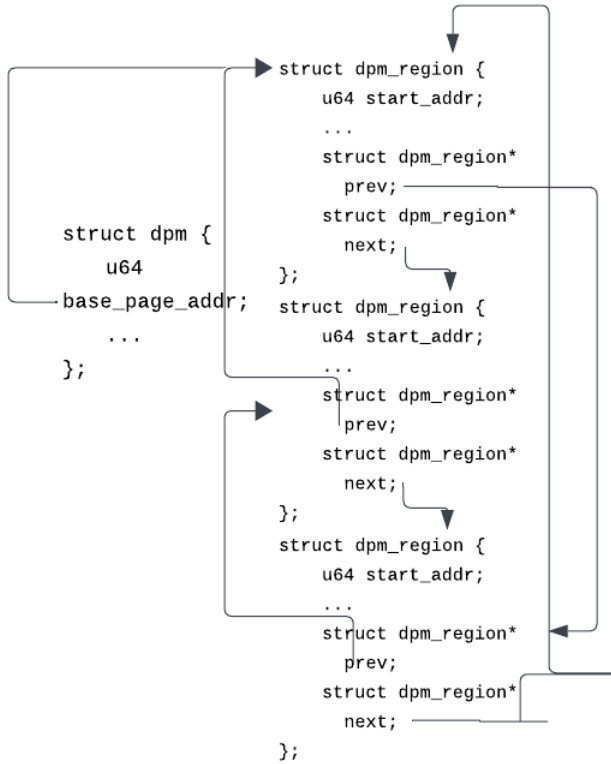 struct dpm {
u64
base_page_addr;
...
};
struct dpm_region {
u64 start_addr;
...
struct dpm_region*
prev;
struct dpm_region*
next;
};
struct dpm_region {
u64 start_addr;
...
struct dpm_region*
prev;
struct dpm_region*
next;
};
struct dpm_region {
u64 start_addr;
...
struct dpm_region*
prev;
struct dpm_region*
next;
};